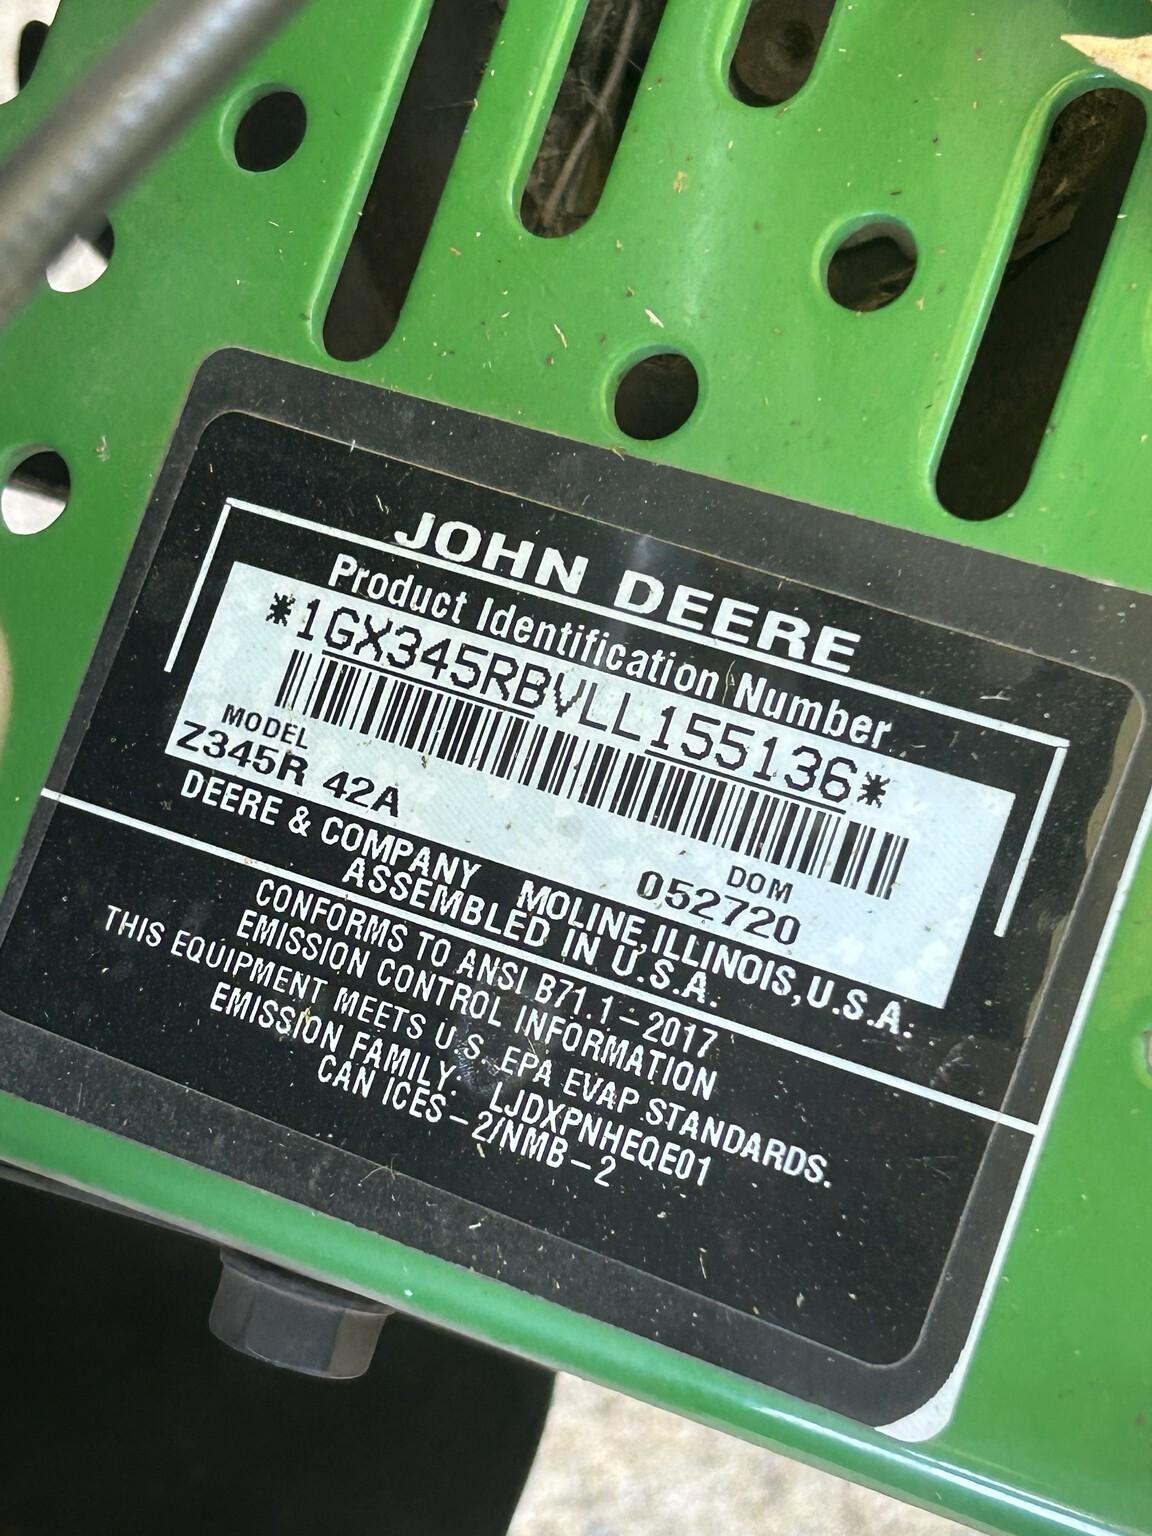 JOHN DEERE
Product Identification Number
*1GX345RBVLL155136*
MODEL DOM
Z345R 42A 052720
DEERE & COMPANY MOLINE, ILLINOIS, U.S.A.
ASSEMBLED IN U.S.A.
CONFORMS TO ANSI B71.1-2017
EMISSION CONTROL INFORMATION
THIS EQUIPMENT MEETS U.S. EPA EVAP STANDARDS.
EMISSION FAMILY: LJDXPNHEQE01
CAN ICES-2/NMB-2